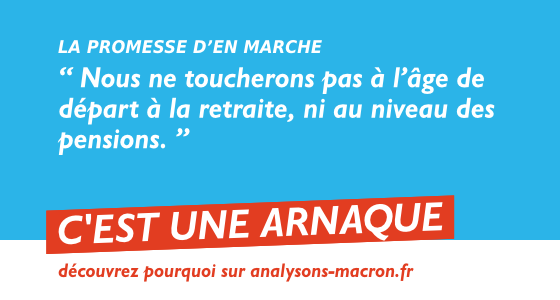 LA PROMESSE D’EN MARCHE
“ Nous ne toucherons pas à l’âge de
départ à la retraite, ni au niveau des
pensions. ”
C'EST UNE ARNAQUE
découvrez pourquoi sur analysons-macron.fr